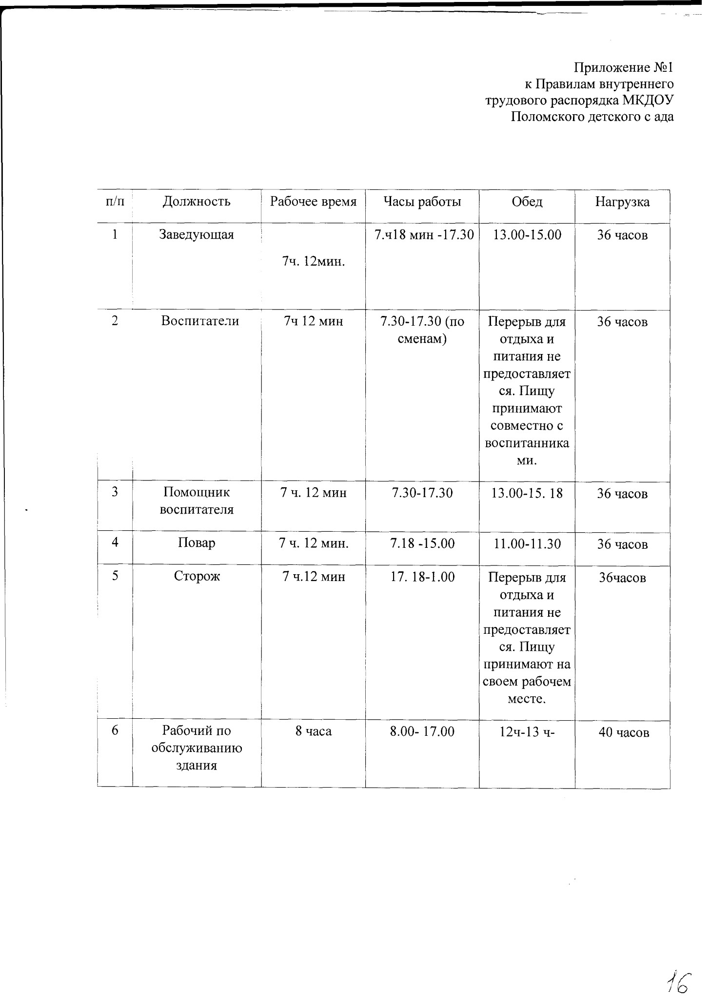 Приложение №1
к Правилам внутреннего
трудового распорядка МКДОУ
Поломского детского с ада
п/п Должность Рабочее время Часы работы Обед Нагрузка
1 Заведующая 7ч. 12мин. 7.ч18 мин -17.30 13.00-15.00 36 часов
2 Воспитатели 7ч 12 мин 7.30-17.30 (по 36 часов
сменам)
Перерыв для
отдыха и
питания не
предоставляет
ся. Пищу
принимают
совместно с
воспитанника
ми.
3 Помощник 7 ч. 12 мин 7.30-17.30 13.00-15. 18 36 часов
воспитателя
4 Повар 7 ч. 12 мин. 7.18 -15.00 11.00-11.30 36 часов
5 Сторож 7 ч.12 мин 17. 18-1.00 Перерыв для 36часов
отдыха и
питания не
предоставляет
ся. Пищу
принимают на
своем рабочем
месте.
6 Рабочий по 8 часа 8.00- 17.00 12ч-13 ч- 40 часов
обслуживанию
здания
16